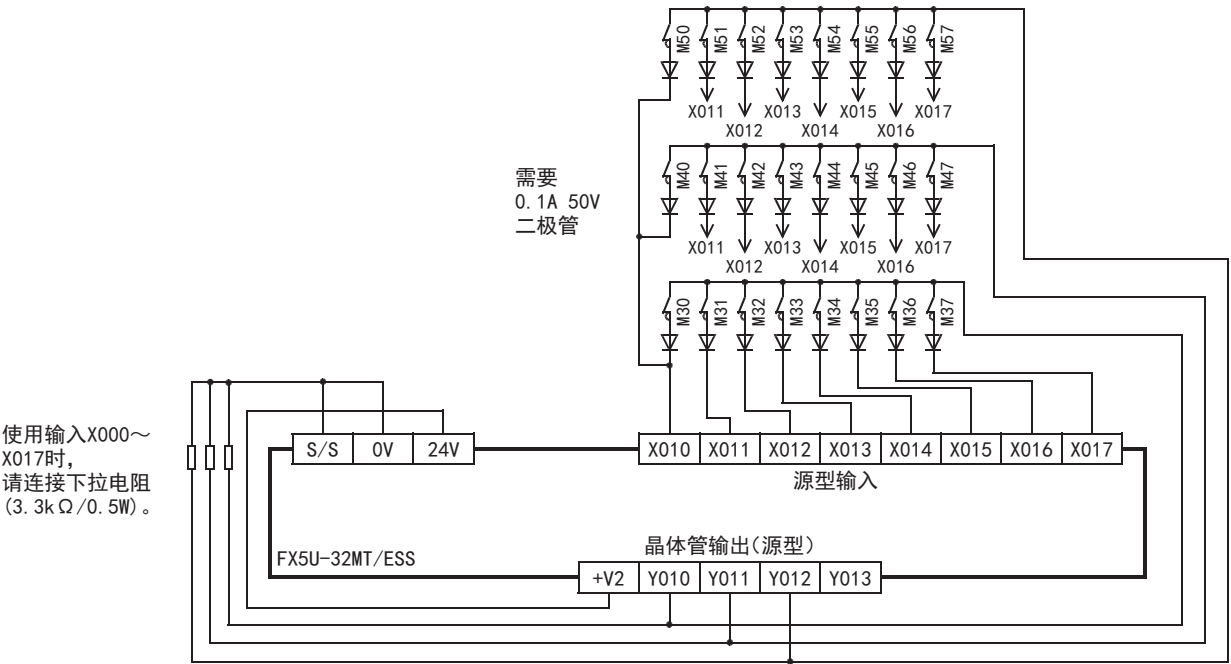 M50 M51 M52 M53 M54 M55 M56 M57
X011 X013 X015 X017
X012 X014 X016
M40 M41 M42 M43 M44 M45 M46 M47
需要
0.1A 50V
二极管
X011 X013 X015 X017
X012 X014 X016
M30 M31 M32 M33 M34 M35 M36 M37
使用输入X000～
X017时，
请连接下拉电阻
(3.3kΩ/0.5W)。
S/S 0V 24V X010 X011 X012 X013 X014 X015 X016 X017
源型输入
FX5U-32MT/ESS
晶体管输出(源型)
+V2 Y010 Y011 Y012 Y013